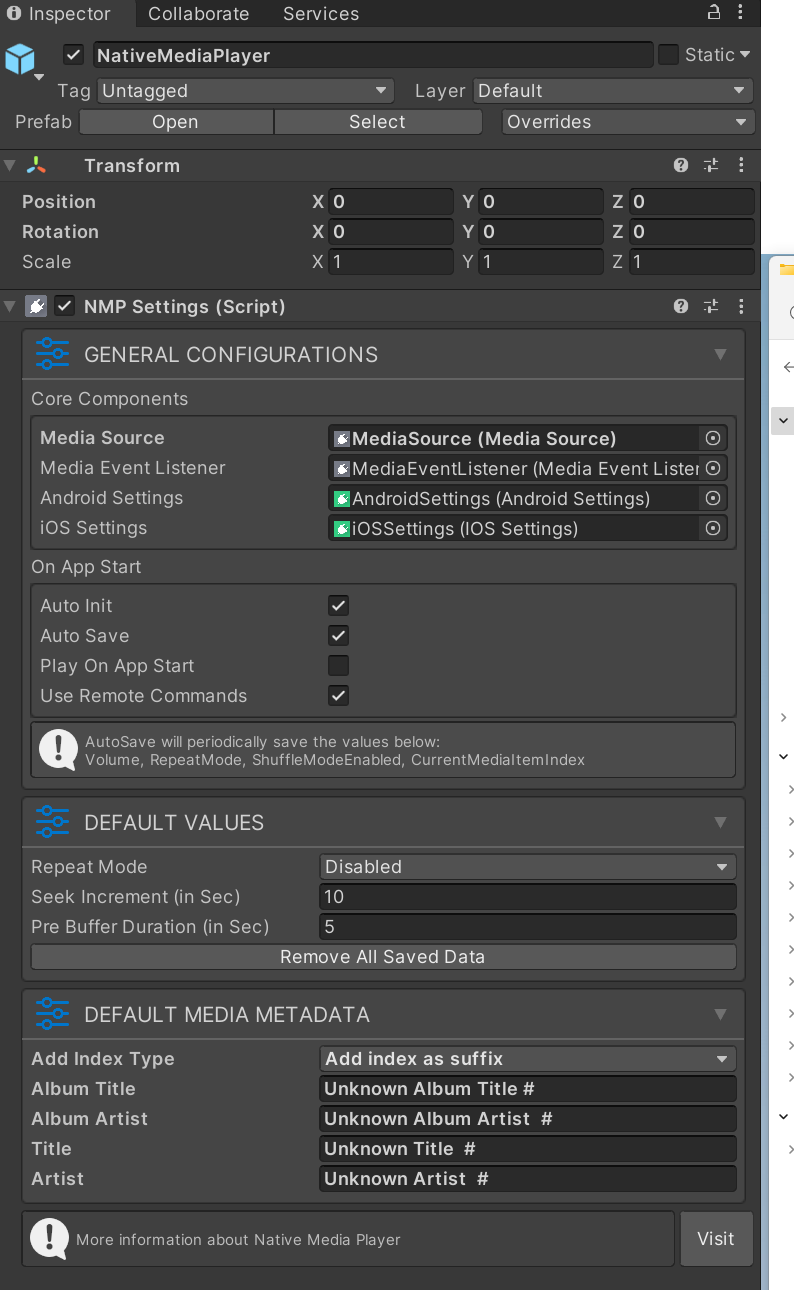 Inspector Collaborate Services
NativeMediaPlayer Static
Tag Untagged Layer Default
Prefab Open Select Overrides
Transform
Position X 0 Y 0 Z 0
Rotation X 0 Y 0 Z 0
Scale X 1 Y 1 Z 1
NMP Settings (Script)
GENERAL CONFIGURATIONS
Core Components
Media Source MediaSource (Media Source)
Media Event Listener MediaEventListener (Media Event Lister
Android Settings AndroidSettings (Android Settings)
iOS Settings iOSSettings (IOS Settings)
On App Start
Auto Init
Auto Save
Play On App Start
Use Remote Commands
AutoSave will periodically save the values below:
Volume, RepeatMode, ShuffleModeEnabled, CurrentMediaItemIndex
DEFAULT VALUES
Repeat Mode Disabled
Seek Increment (in Sec) 10
Pre Buffer Duration (in Sec) 5
Remove All Saved Data
DEFAULT MEDIA METADATA
Add Index Type Add index as suffix
Album Title Unknown Album Title #
Album Artist Unknown Album Artist  #
Title Unknown Title  #
Artist Unknown Artist  #
More information about Native Media Player Visit